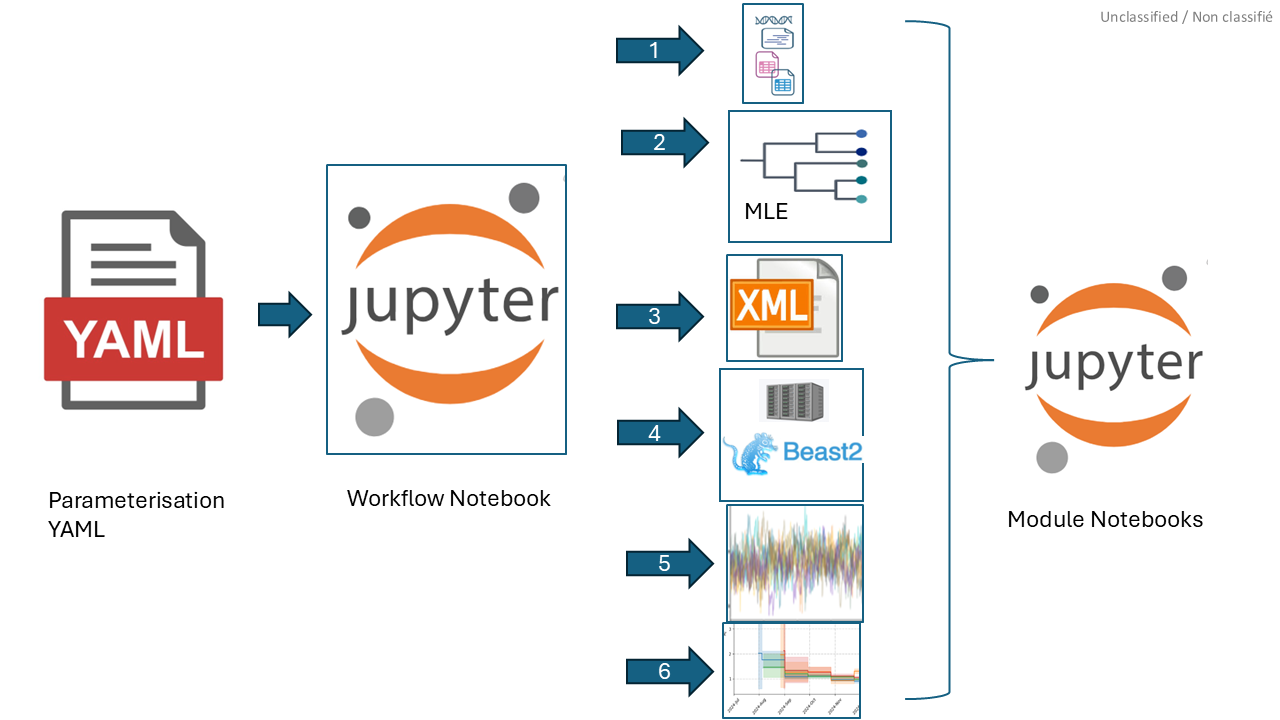 Unclassified / Non classifié
1
2
MLE
3
XML
4
Beast2
5
6
YAML
jupyter
jupyter
Parameterisation
YAML
Workflow Notebook
Module Notebooks